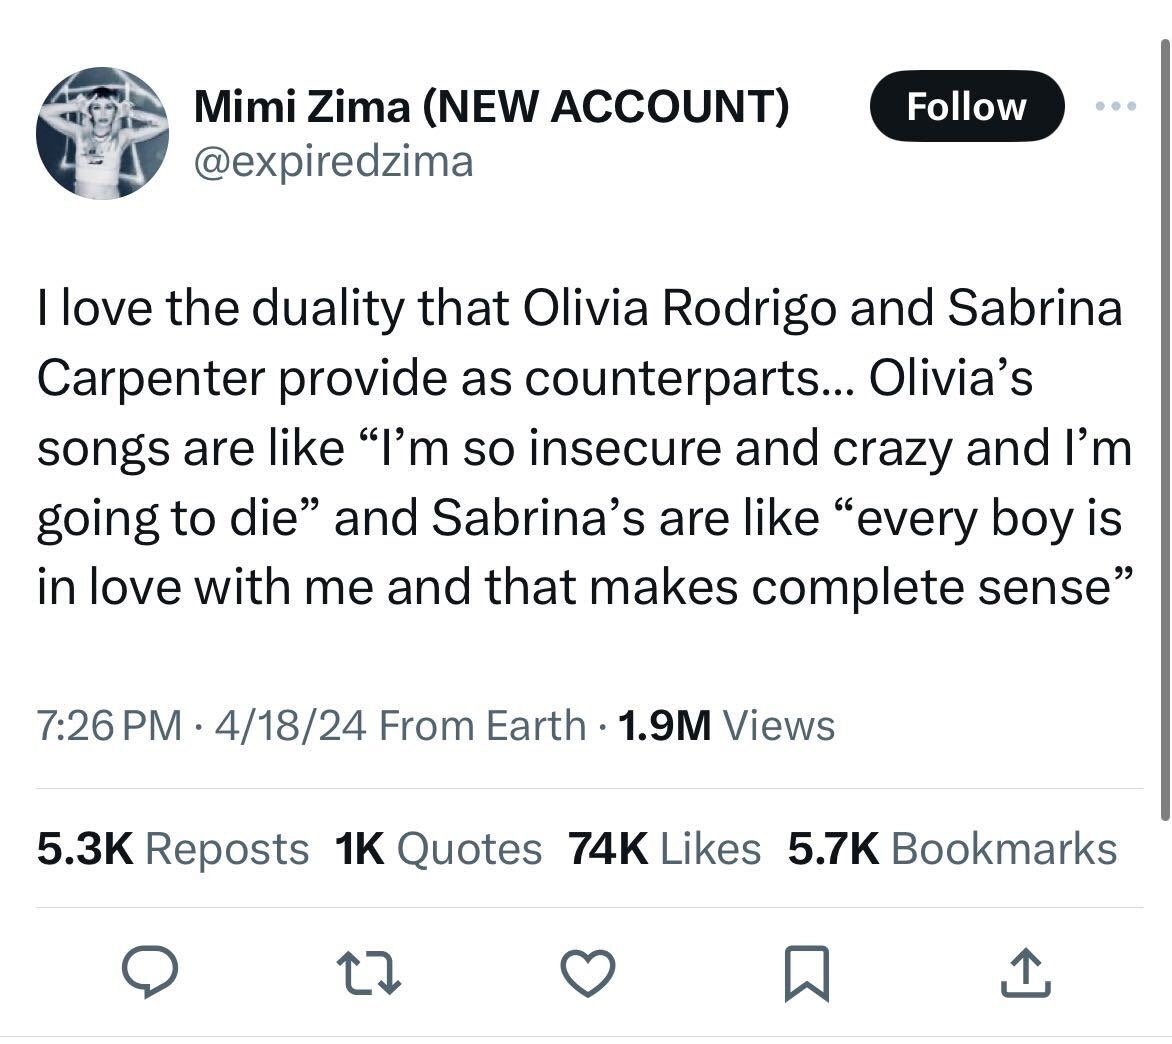 Mimi Zima (NEW ACCOUNT)
Follow
@expiredzima
I love the duality that Olivia Rodrigo and Sabrina
Carpenter provide as counterparts... Olivia’s
songs are like “I’m so insecure and crazy and I’m
going to die” and Sabrina’s are like “every boy is
in love with me and that makes complete sense”
7:26 PM · 4/18/24 From Earth · 1.9M Views
5.3K Reposts 1K Quotes 74K Likes 5.7K Bookmarks